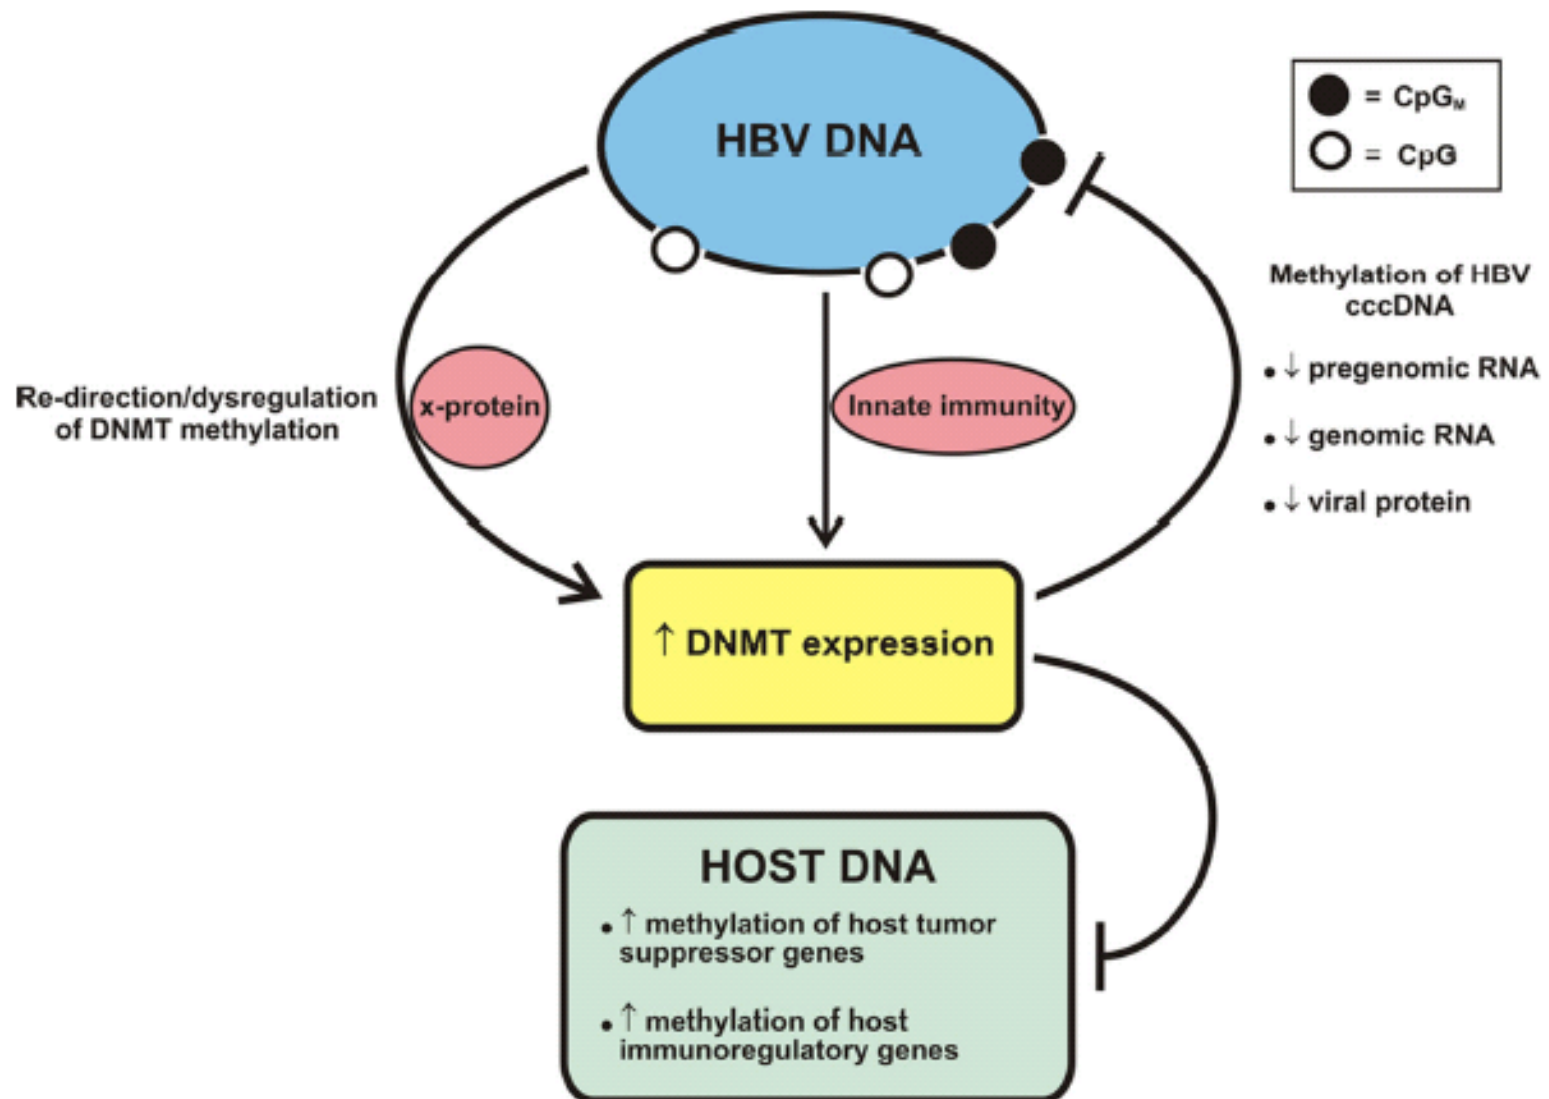 HBV DNA
= CpGM
= CpG
Methylation of HBV
cccDNA
• ↓ pregenomic RNA
• ↓ genomic RNA
• ↓ viral protein
Re-direction/dysregulation
of DNMT methylation
x-protein
Innate immunity
↑ DNMT expression
HOST DNA
• ↑ methylation of host tumor
suppressor genes
• ↑ methylation of host
immunoregulatory genes